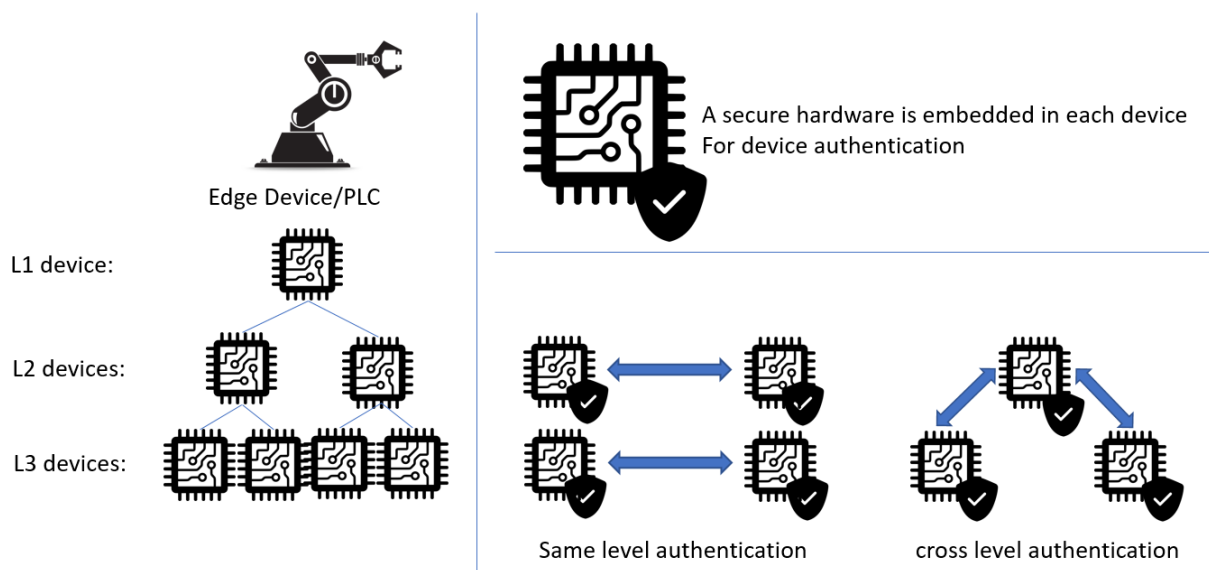 Edge Device/PLC
L1 device:
L2 devices:
L3 devices:
A secure hardware is embedded in each device
For device authentication
Same level authentication
cross level authentication